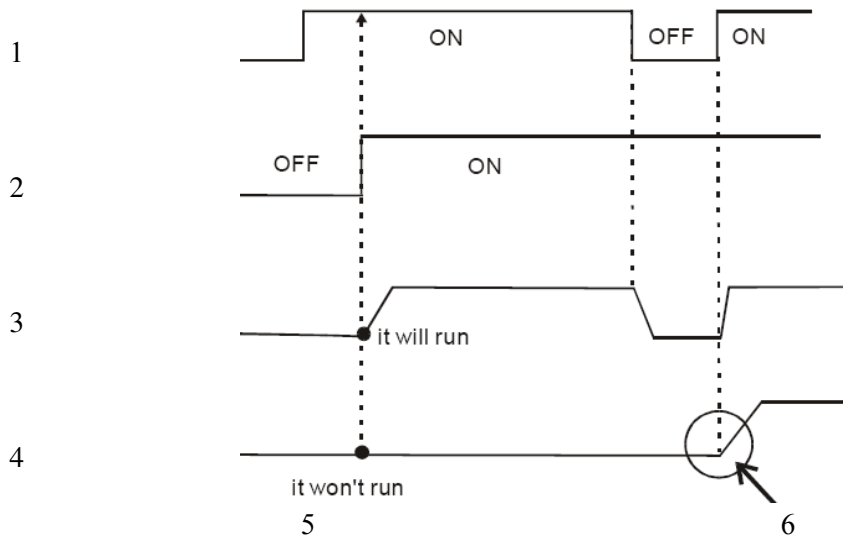 1 ON OFF ON
2 OFF ON
3 it will run
4
it won't run
5 6